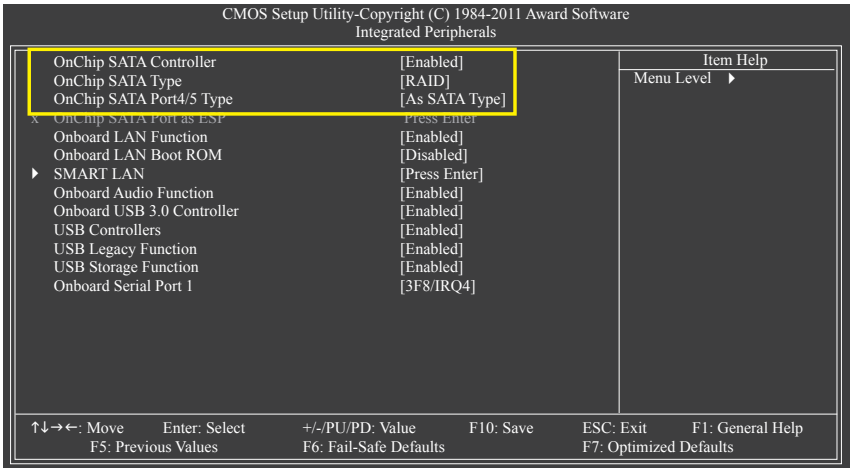 CMOS Setup Utility-Copyright (C) 1984-2011 Award Software
Integrated Peripherals
OnChip SATA Controller [Enabled] Item Help
OnChip SATA Type [RAID] Menu Level ▶
OnChip SATA Port4/5 Type [As SATA Type]
x OnChip SATA Port as ESP Press Enter
Onboard LAN Function [Enabled]
Onboard LAN Boot ROM [Disabled]
▶ SMART LAN [Press Enter]
Onboard Audio Function [Enabled]
Onboard USB 3.0 Controller [Enabled]
USB Controllers [Enabled]
USB Legacy Function [Enabled]
USB Storage Function [Enabled]
Onboard Serial Port 1 [3F8/IRQ4]
↑↓→←: Move Enter: Select +/-/PU/PD: Value F10: Save ESC: Exit F1: General Help
F5: Previous Values F6: Fail-Safe Defaults F7: Optimized Defaults